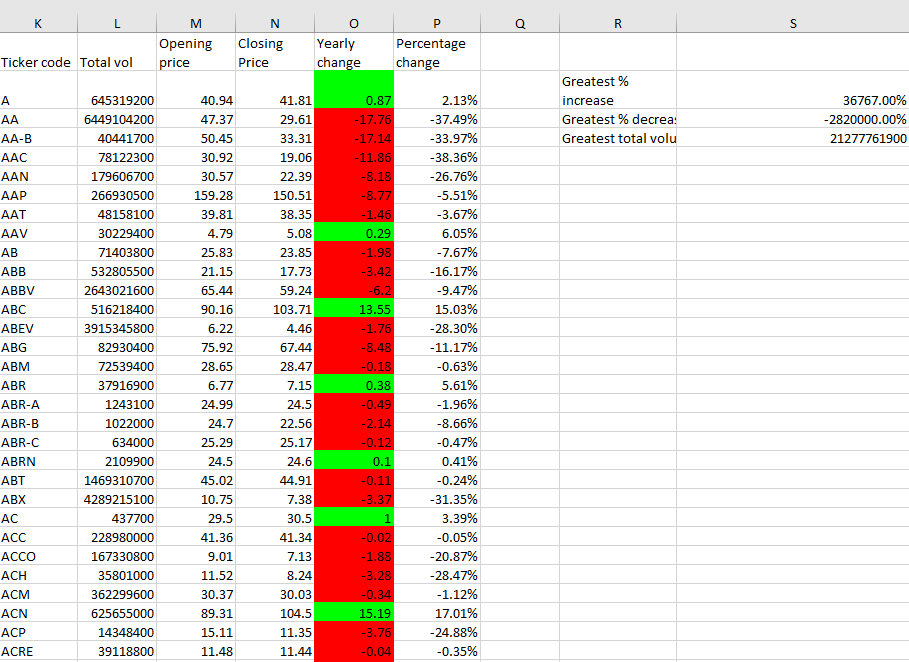 K L M N O P Q R S
Opening Closing Yearly Percentage
Ticker code Total vol price Price change change
Greatest %
A 645319200 40.94 41.81 0.87 2.13% increase 36767.00%
AA 6449104200 47.37 29.61 -17.76 -37.49% Greatest % decreas -2820000.00%
AA-B 40441700 50.45 33.31 -17.14 -33.97% Greatest total volu 21277761900
AAC 78122300 30.92 19.06 -11.86 -38.36%
AAN 179606700 30.57 22.39 -8.18 -26.76%
AAP 266930500 159.28 150.51 -8.77 -5.51%
AAT 48158100 39.81 38.35 -1.46 -3.67%
AAV 30229400 4.79 5.08 0.29 6.05%
AB 71403800 25.83 23.85 -1.98 -7.67%
ABB 532805500 21.15 17.73 -3.42 -16.17%
ABBV 2643021600 65.44 59.24 -6.2 -9.47%
ABC 516218400 90.16 103.71 13.55 15.03%
ABEV 3915345800 6.22 4.46 -1.76 -28.30%
ABG 82930400 75.92 67.44 -8.48 -11.17%
ABM 72539400 28.65 28.47 -0.18 -0.63%
ABR 37916900 6.77 7.15 0.38 5.61%
ABR-A 1243100 24.99 24.5 -0.49 -1.96%
ABR-B 1022000 24.7 22.56 -2.14 -8.66%
ABR-C 634000 25.29 25.17 -0.12 -0.47%
ABRN 2109900 24.5 24.6 0.1 0.41%
ABT 1469310700 45.02 44.91 -0.11 -0.24%
ABX 4289215100 10.75 7.38 -3.37 -31.35%
AC 437700 29.5 30.5 1 3.39%
ACC 228980000 41.36 41.34 -0.02 -0.05%
ACCO 167330800 9.01 7.13 -1.88 -20.87%
ACH 35801000 11.52 8.24 -3.28 -28.47%
ACM 362299600 30.37 30.03 -0.34 -1.12%
ACN 625655000 89.31 104.5 15.19 17.01%
ACP 14348400 15.11 11.35 -3.76 -24.88%
ACRE 39118800 11.48 11.44 -0.04 -0.35%